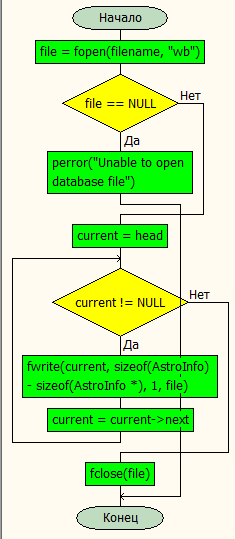 Начало
file = fopen(filename, "wb")
Нет
file == NULL
Да
perror("Unable to open
database file")
current = head
Нет
current != NULL
Да
fwrite(current, sizeof(AstroInfo)
- sizeof(AstroInfo *), 1, file)
current = current->next
fclose(file)
Конец